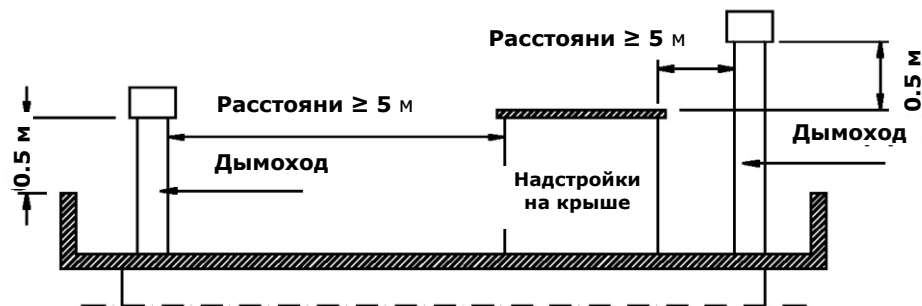 Расстояни ≥ 5 м
0.5 м
Расстояни ≥ 5 м
Дымоход
0.5 м
Дымоход
Надстройки
на крыше